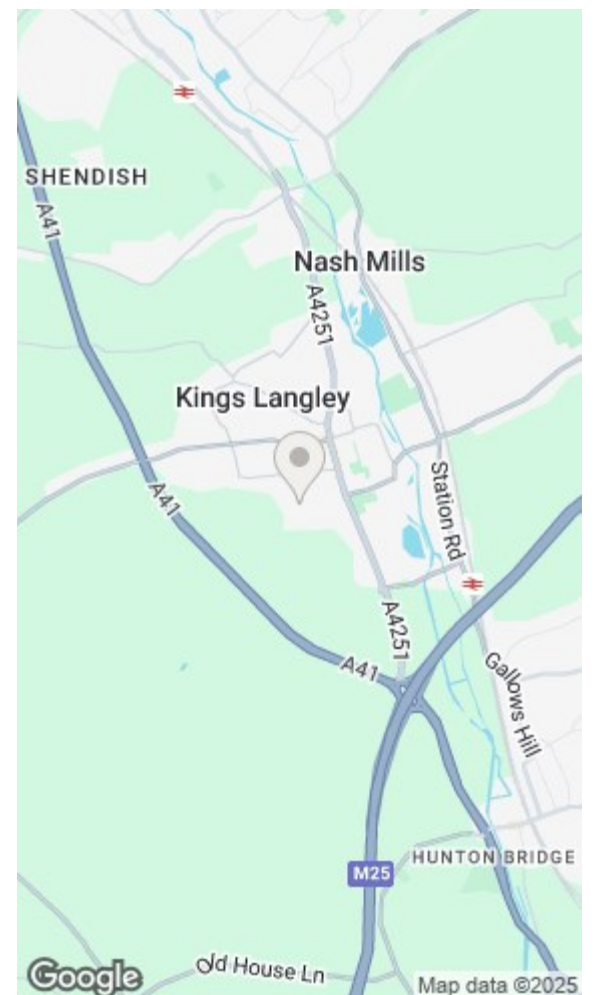 SHENDISH
A41
Nash Mills
A4251
Kings Langley
A41
Station Rd
A4251
A41
Gallows Hill
HUNTON BRIDGE
M25
Old House Ln
Google
Map data ©2025